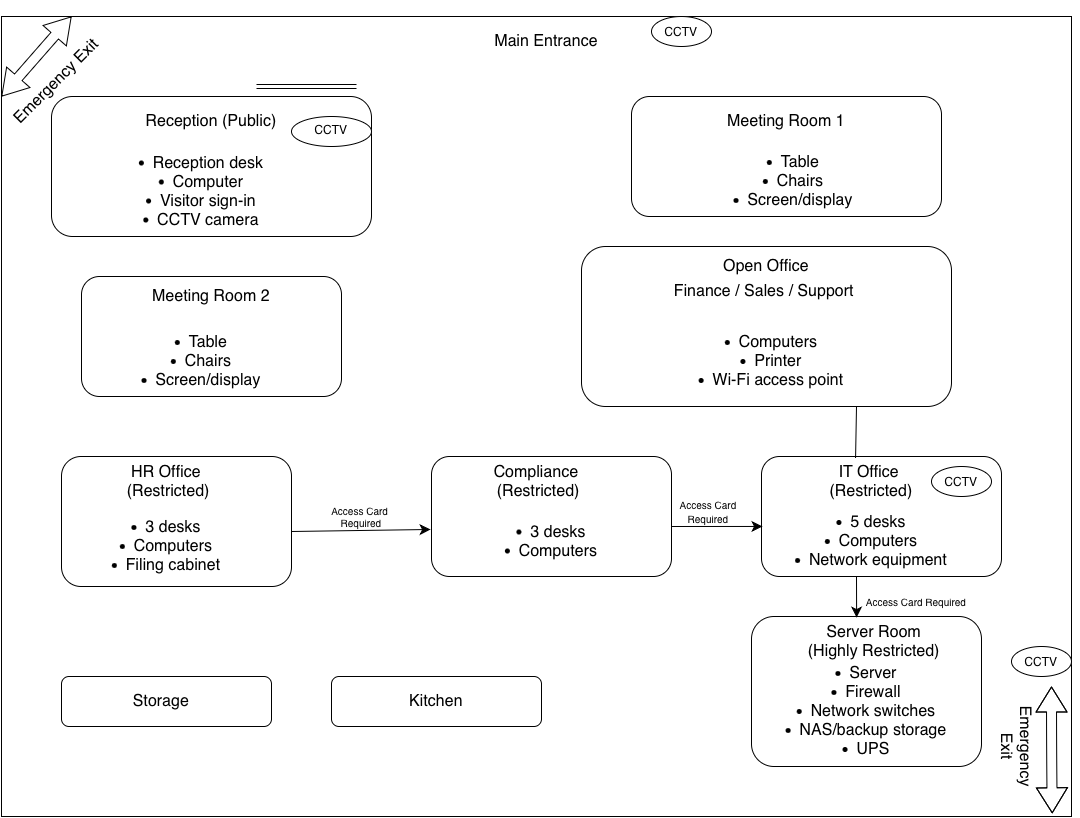 Main Entrance
CCTV
Emergency Exit
Reception (Public)
CCTV
• Reception desk
• Computer
• Visitor sign-in
• CCTV camera
Meeting Room 1
• Table
• Chairs
• Screen/display
Meeting Room 2
• Table
• Chairs
• Screen/display
Open Office
Finance / Sales / Support
• Computers
• Printer
• Wi-Fi access point
HR Office
(Restricted)
• 3 desks
• Computers
• Filing cabinet
Access Card
Required
Compliance
(Restricted)
• 3 desks
• Computers
Access Card
Required
IT Office
(Restricted)
CCTV
• 5 desks
• Computers
• Network equipment
Access Card Required
Server Room
(Highly Restricted)
• Server
• Firewall
• Network switches
• NAS/backup storage
• UPS
Storage
Kitchen
CCTV
Emergency
Exit